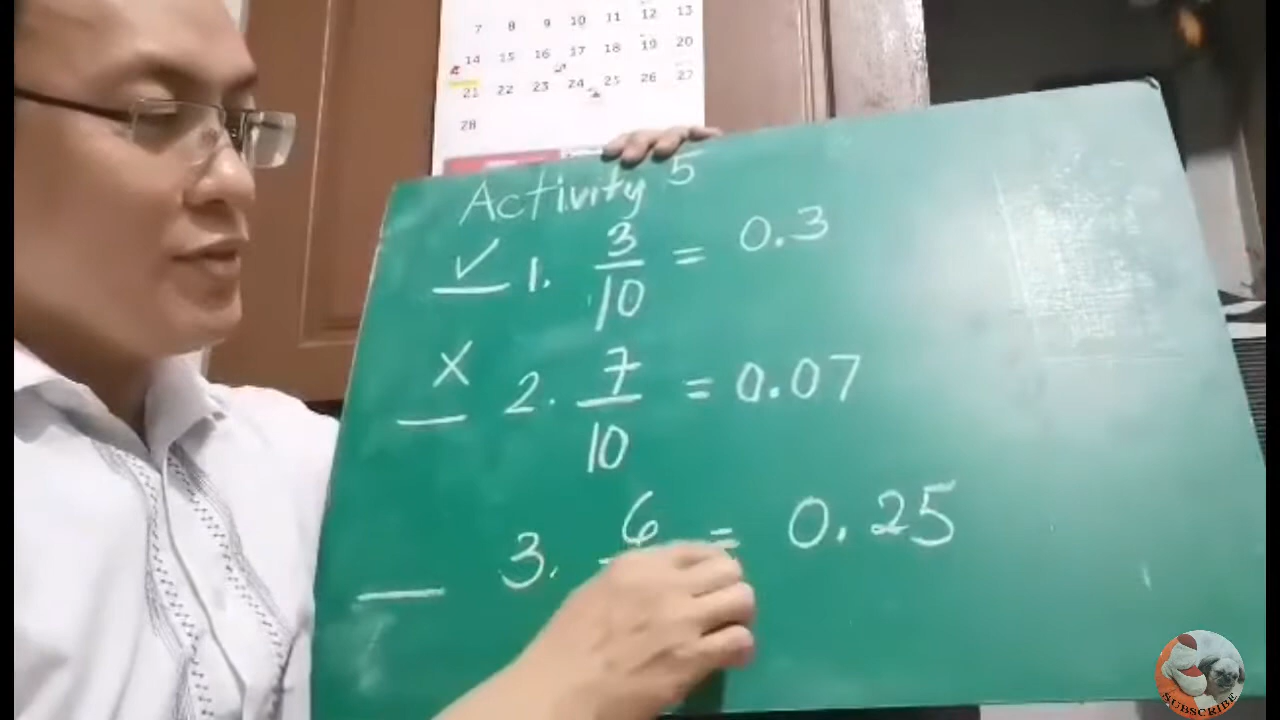 7 8 9 10 11 12 13
14 15 16 17 18 19 20
21 22 23 24 25 26 27
28
Activity 5
✓ 1. 3/10 = 0.3
X 2. 7/10 = 0.07
3. 6 = 0.25
SUBSCRIBE